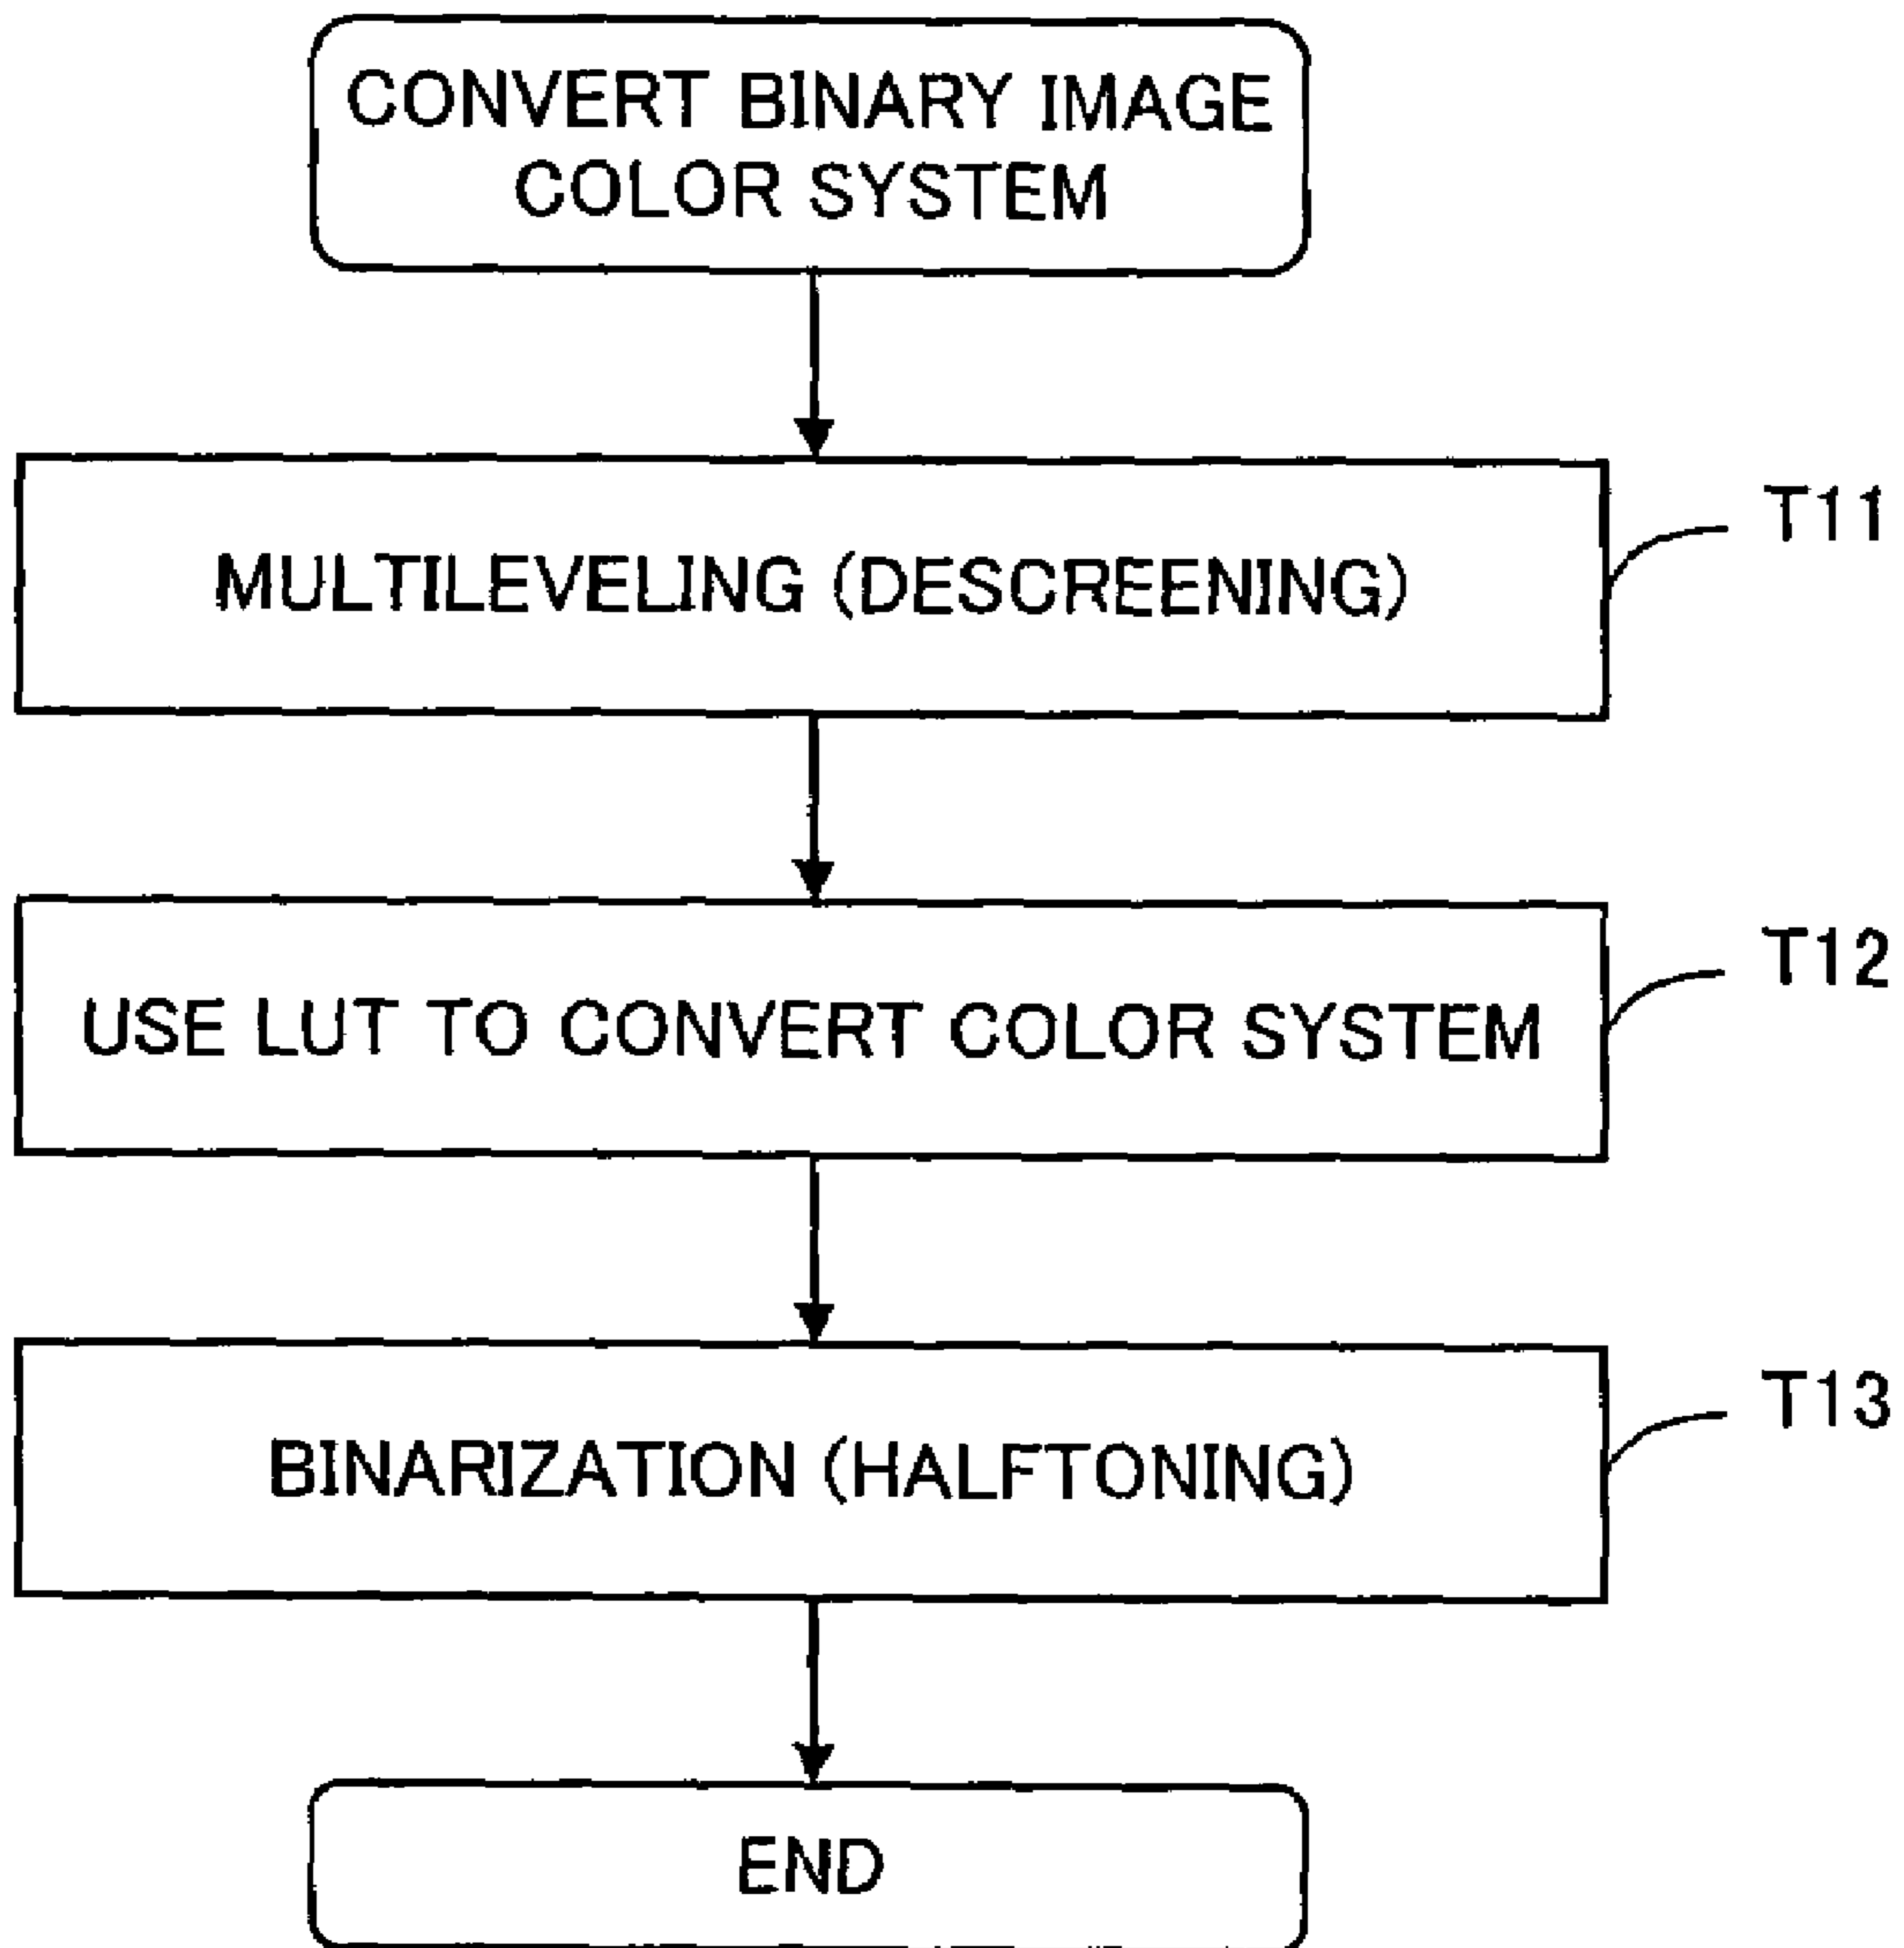 CONVERT BINARY IMAGE
COLOR SYSTEM
MULTILEVELING (DESCREENING)
T11
USE LUT TO CONVERT COLOR SYSTEM
T12
BINARIZATION (HALFTONING)
T13
END